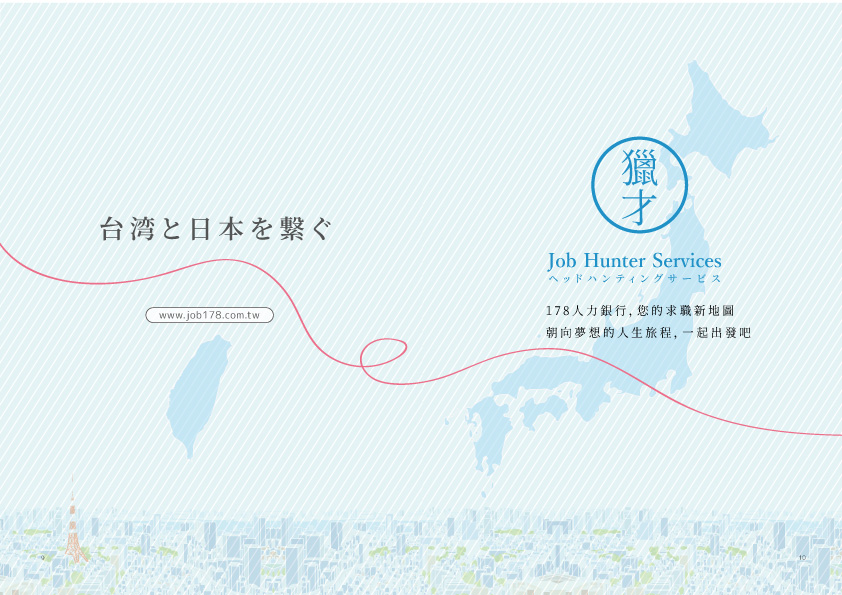 台湾と日本を繋ぐ
www.job178.com.tw
獵才
Job Hunter Services
ヘッドハンティングサービス
178人力銀行，您的求職新地圖
朝向夢想的人生旅程，一起出發吧
9
10